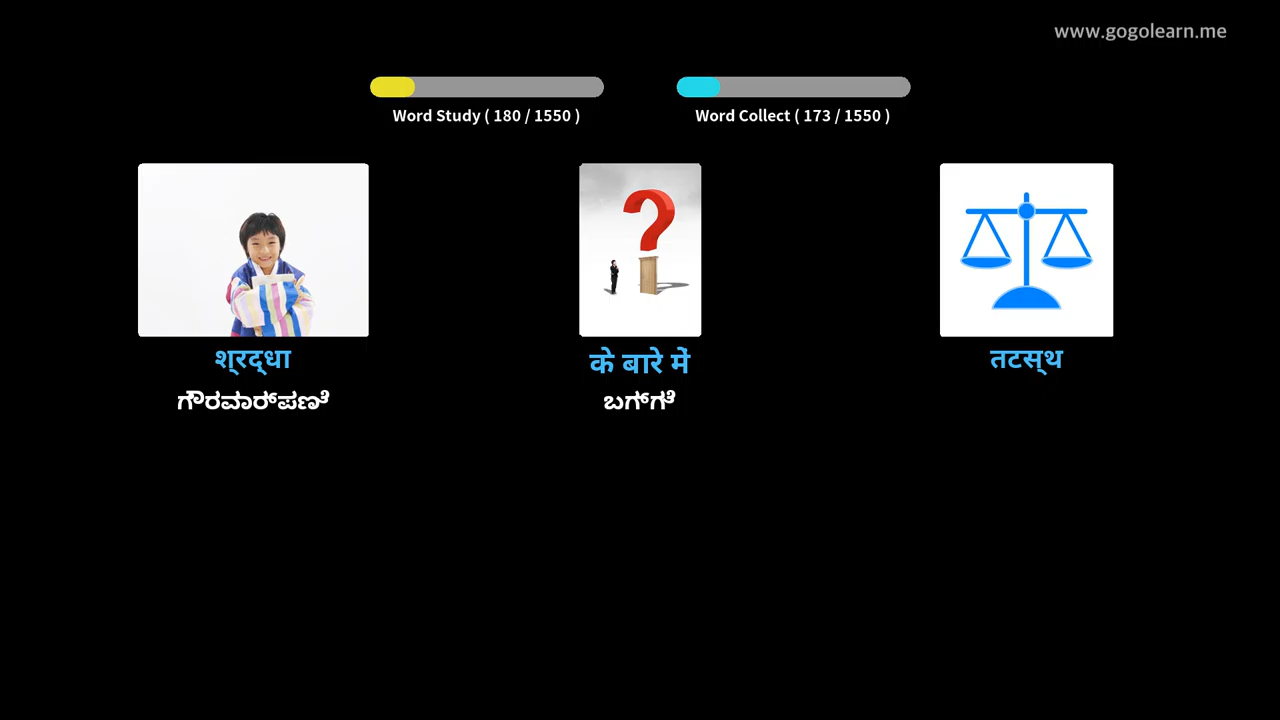 www.gogolearn.me
Word Study ( 180 / 1550 )
Word Collect ( 173 / 1550 )
श्रद्धा
के बारे में
तटस्थ
ಗೌರವಾರ್ಪಣೆ
ಬಗ್ಗೆ